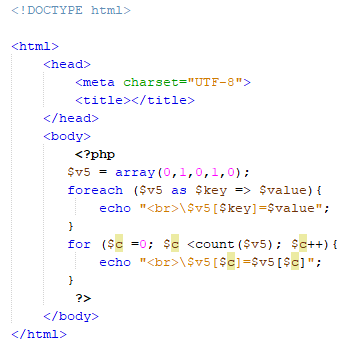 <!DOCTYPE html>
<html>
<head>
<meta charset="UTF-8">
<title></title>
</head>
<body>
<?php
$v5 = array(0,1,0,1,0);
foreach ($v5 as $key => $value){
echo "<br>\$v5[$key]=$value";
}
for ($c =0; $c <count($v5); $c++){
echo "<br>\$v5[$c]=$v5[$c]";
}
?>
</body>
</html>